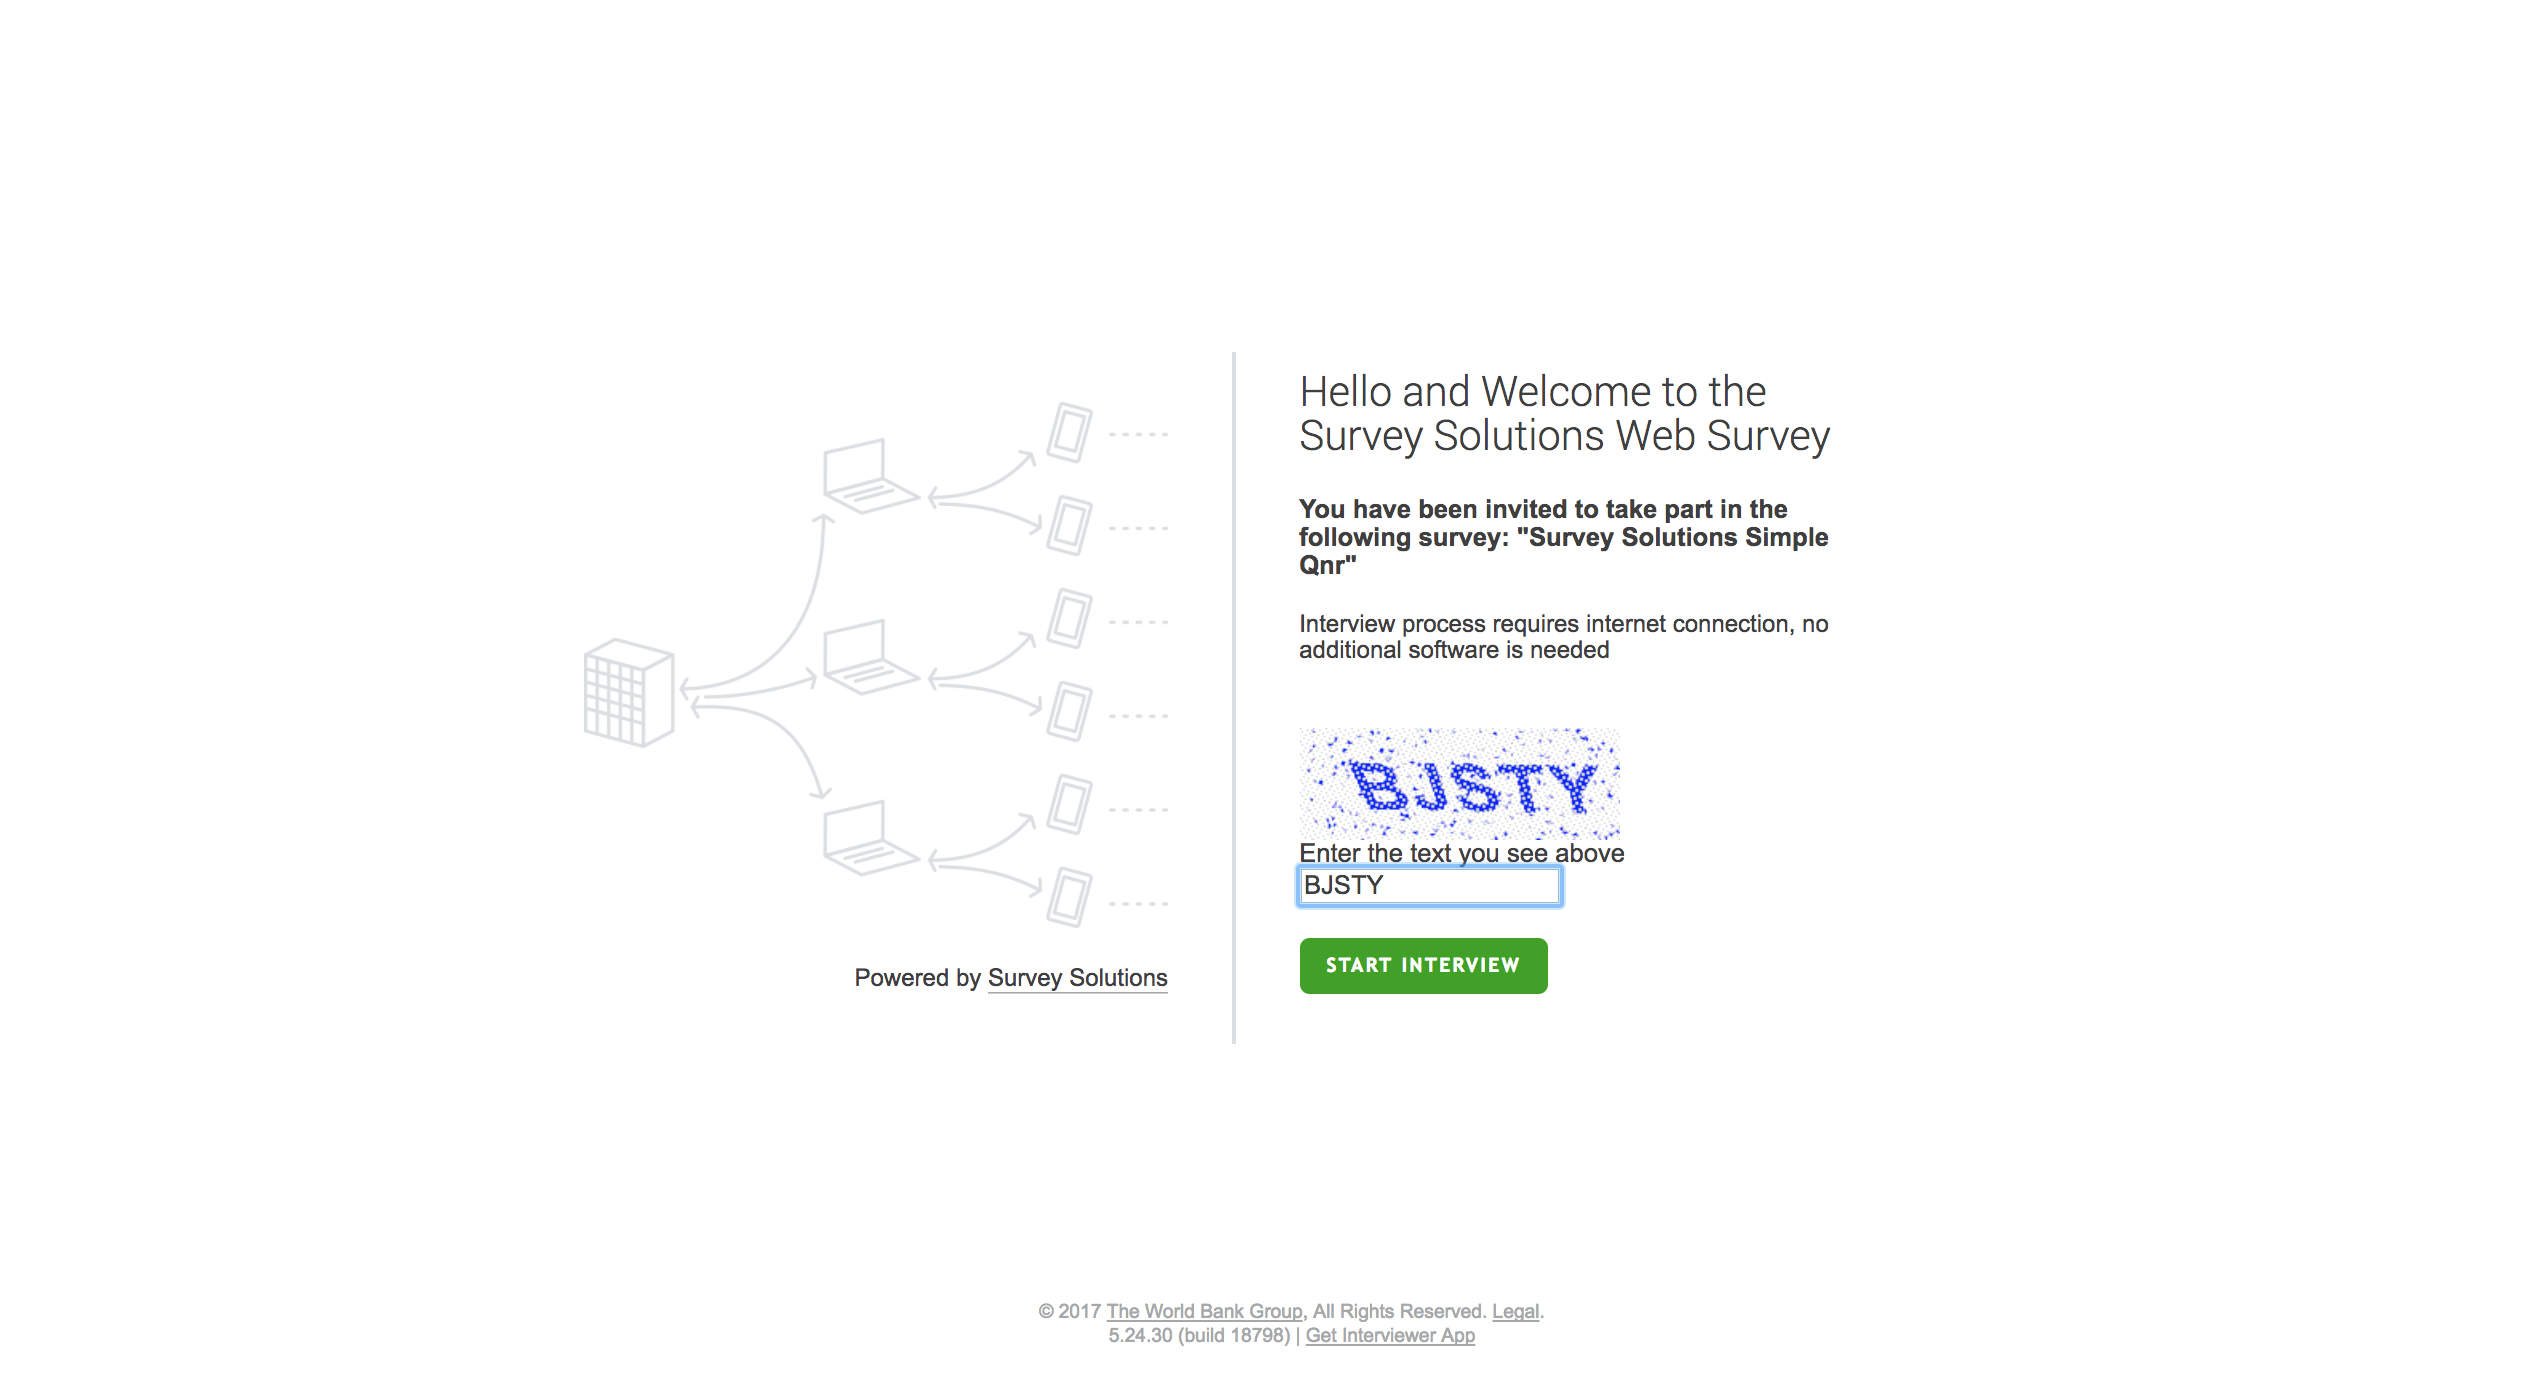 Hello and Welcome to the
Survey Solutions Web Survey
You have been invited to take part in the
following survey: "Survey Solutions Simple
Qnr"
Interview process requires internet connection, no
additional software is needed
BJSTY
Enter the text you see above
BJSTY
START INTERVIEW
Powered by Survey Solutions
© 2017 The World Bank Group, All Rights Reserved. Legal.
5.24.30 (build 18798) | Get Interviewer App